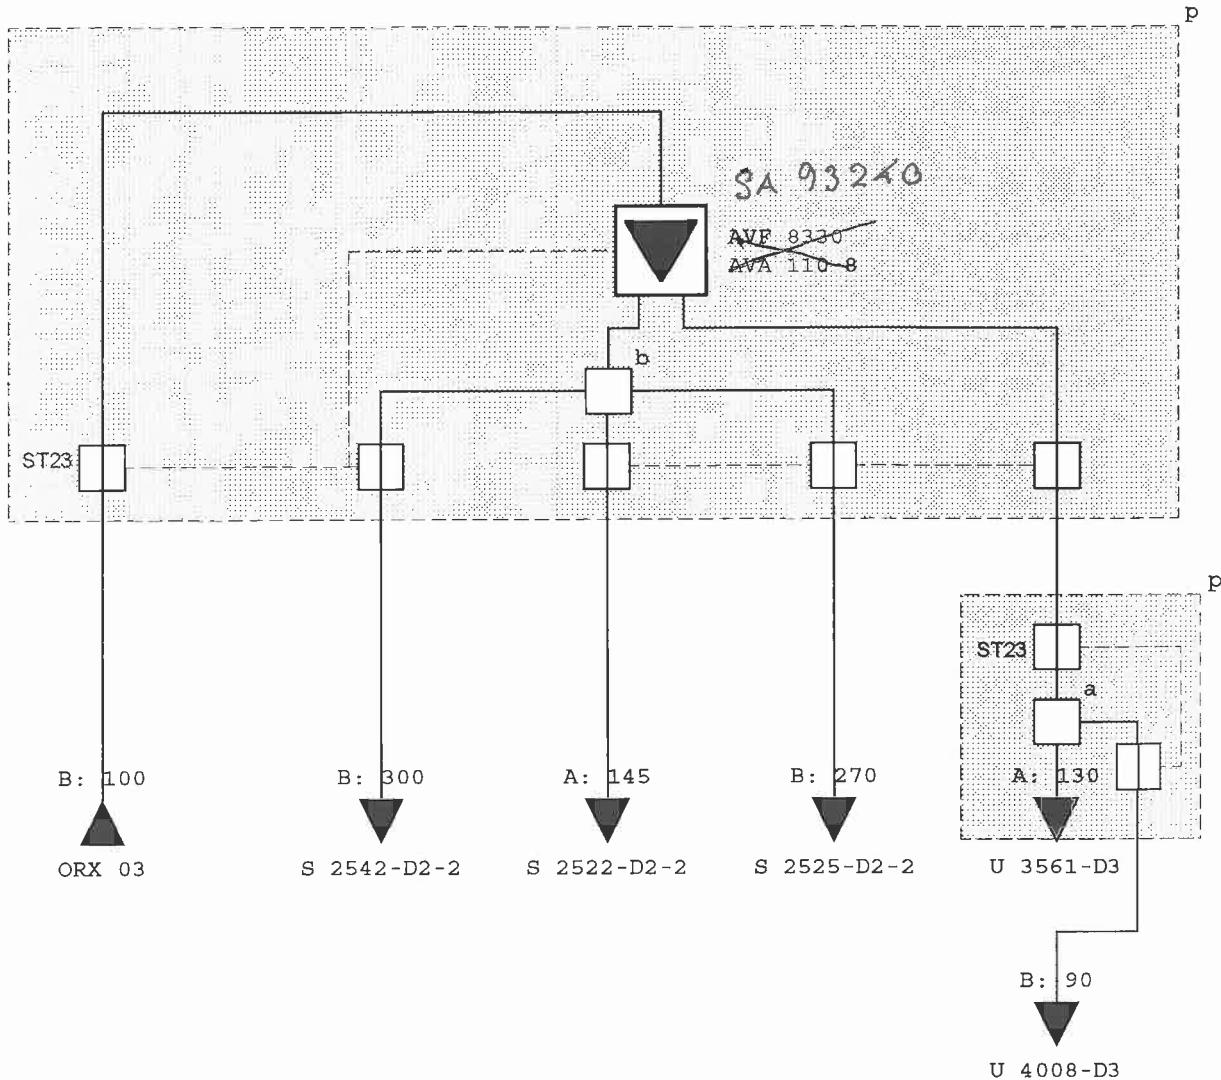 p
SA 93240
AVF 8330
AVA 110-8
b
ST23
p
ST23
a
B: 100
B: 300
A: 145
B: 270
A: 130
ORX 03
S 2542-D2-2
S 2522-D2-2
S 2525-D2-2
U 3561-D3
B: 90
U 4008-D3